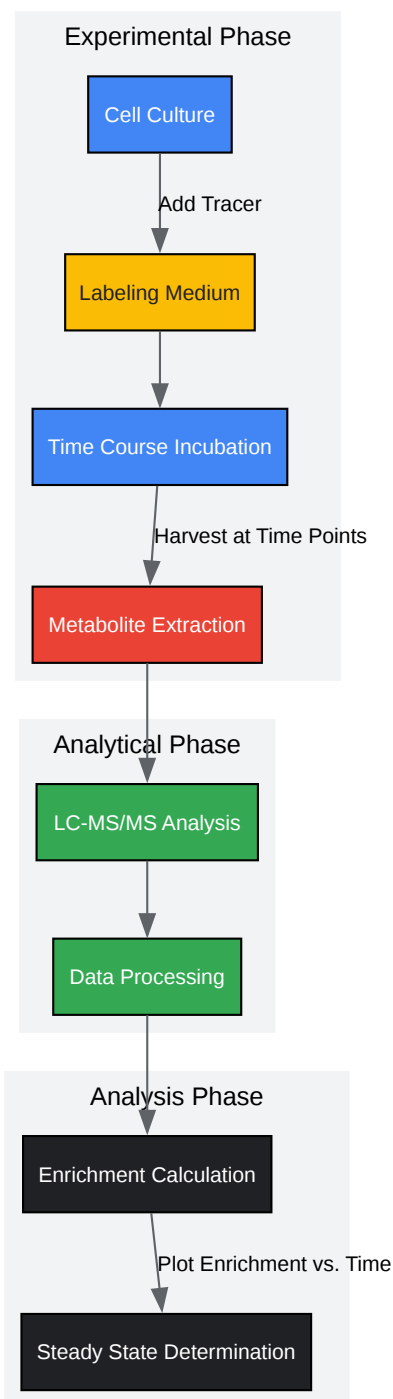 Experimental Phase
Cell Culture
Add Tracer
Labeling Medium
Time Course Incubation
Harvest at Time Points
Metabolite Extraction
Analytical Phase
LC-MS/MS Analysis
Data Processing
Analysis Phase
Enrichment Calculation
Plot Enrichment vs. Time
Steady State Determination